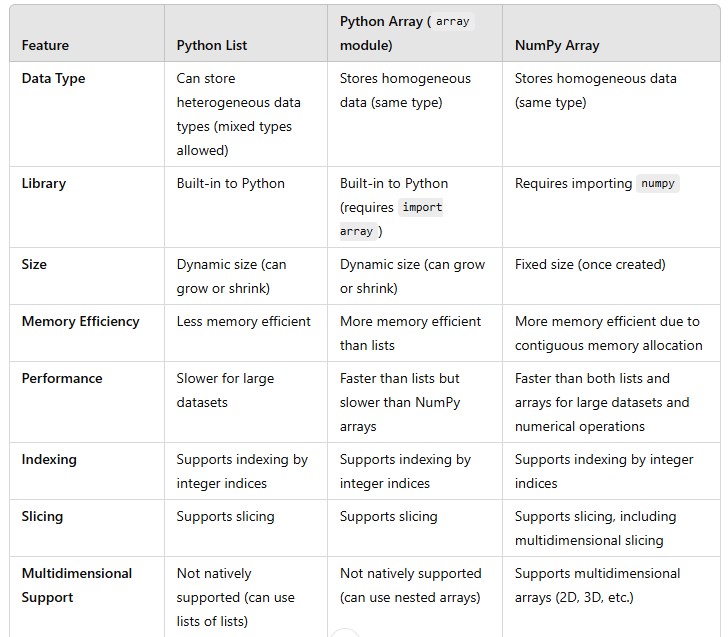 Feature
Python List
Python Array ( array
module)
NumPy Array
Data Type
Can store
heterogeneous data
types (mixed types
allowed)
Stores homogeneous
data (same type)
Stores homogeneous data
(same type)
Library
Built-in to Python
Built-in to Python
(requires import
array )
Requires importing numpy
Size
Dynamic size (can
grow or shrink)
Dynamic size (can grow
or shrink)
Fixed size (once created)
Memory Efficiency
Less memory efficient
More memory efficient
than lists
More memory efficient due to
contiguous memory allocation
Performance
Slower for large
datasets
Faster than lists but
slower than NumPy
arrays
Faster than both lists and
arrays for large datasets and
numerical operations
Indexing
Supports indexing by
integer indices
Supports indexing by
integer indices
Supports indexing by integer
indices
Slicing
Supports slicing
Supports slicing
Supports slicing, including
multidimensional slicing
Multidimensional
Support
Not natively
supported (can use
lists of lists)
Not natively supported
(can use nested arrays)
Supports multidimensional
arrays (2D, 3D, etc.)